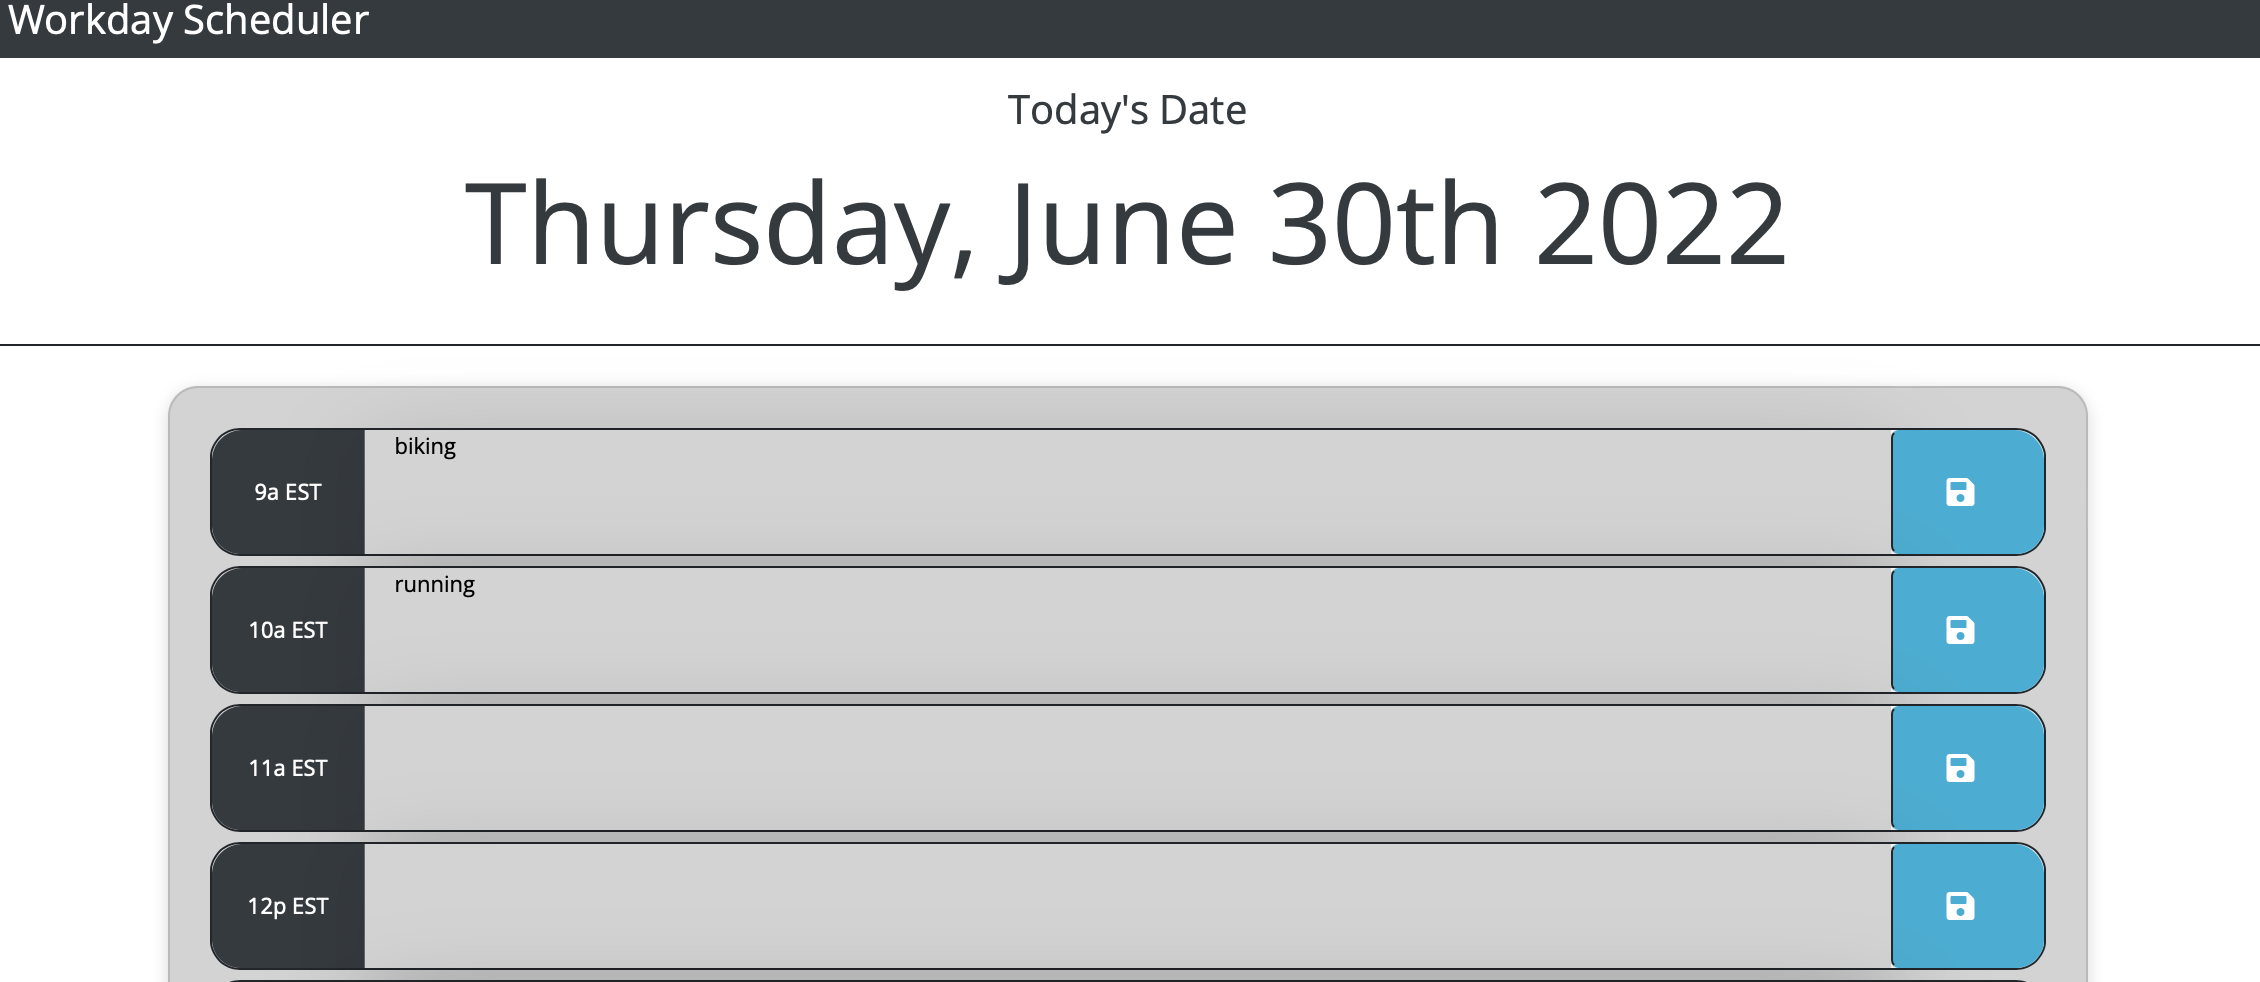 Workday Scheduler
Today's Date
Thursday, June 30th 2022
9a EST
biking
10a EST
running
11a EST
12p EST